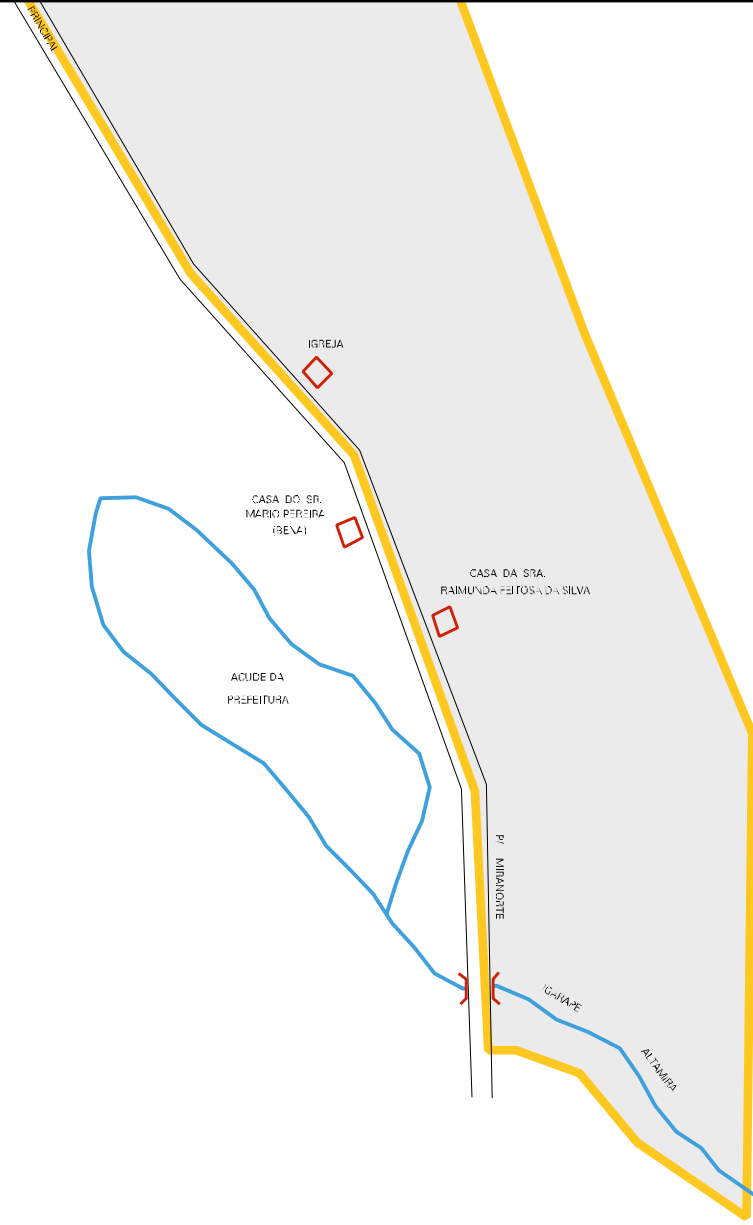 PRINCIPAL
IGREJA
CASA DO SR.
MARIO PEREIRA
(BENA)
CASA DA SRA.
RAIMUNDA FEITOSA DA SILVA
ACUDE DA
PREFEITURA
P/ MIRANORTE
IGARAPE
ALTAMIRA